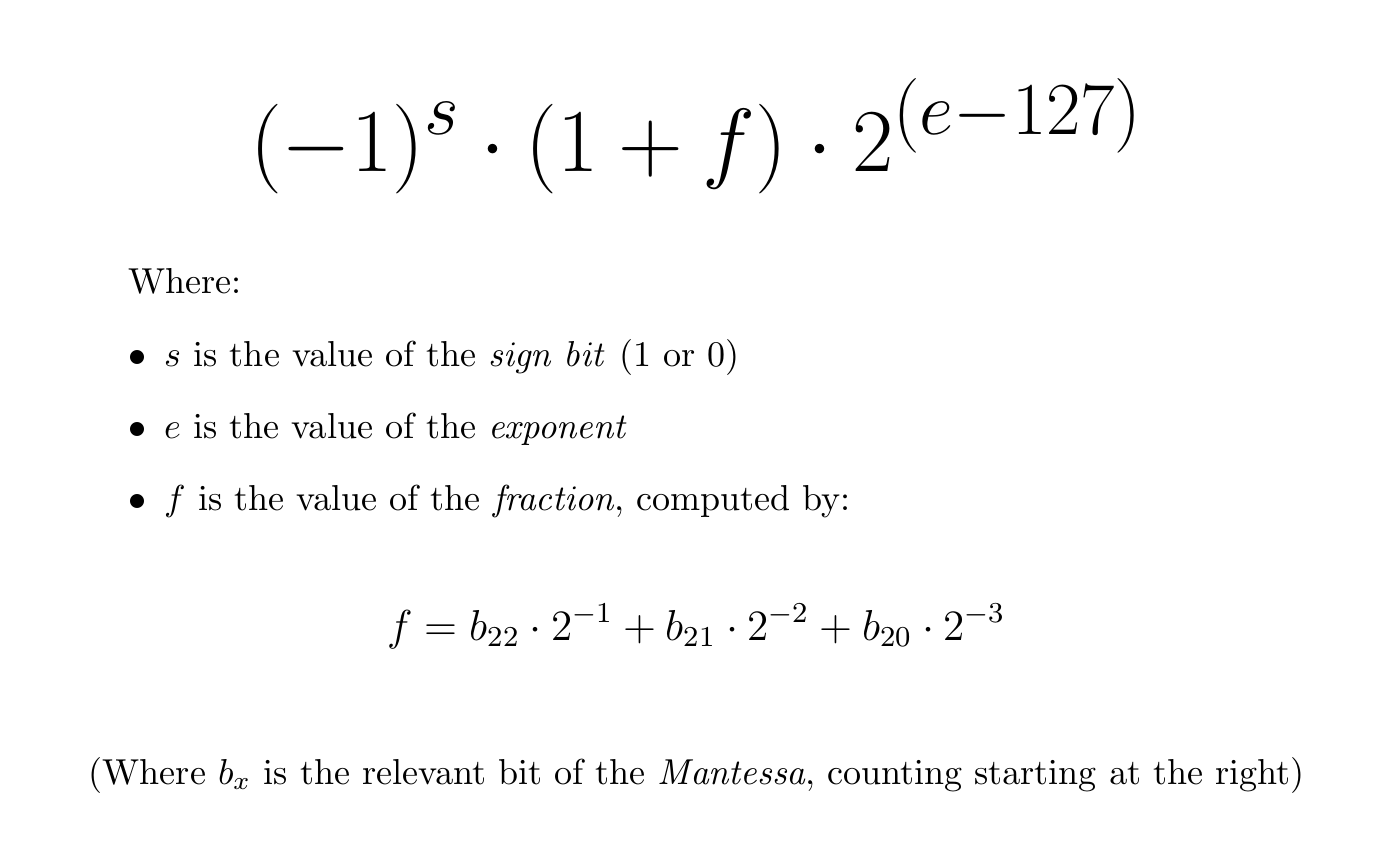 (−1)^s · (1 + f) · 2^(e−127)
Where:
• s is the value of the sign bit (1 or 0)
• e is the value of the exponent
• f is the value of the fraction, computed by:
f = b₂₂ · 2⁻¹ + b₂₁ · 2⁻² + b₂₀ · 2⁻³
(Where bₓ is the relevant bit of the Mantessa, counting starting at the right)